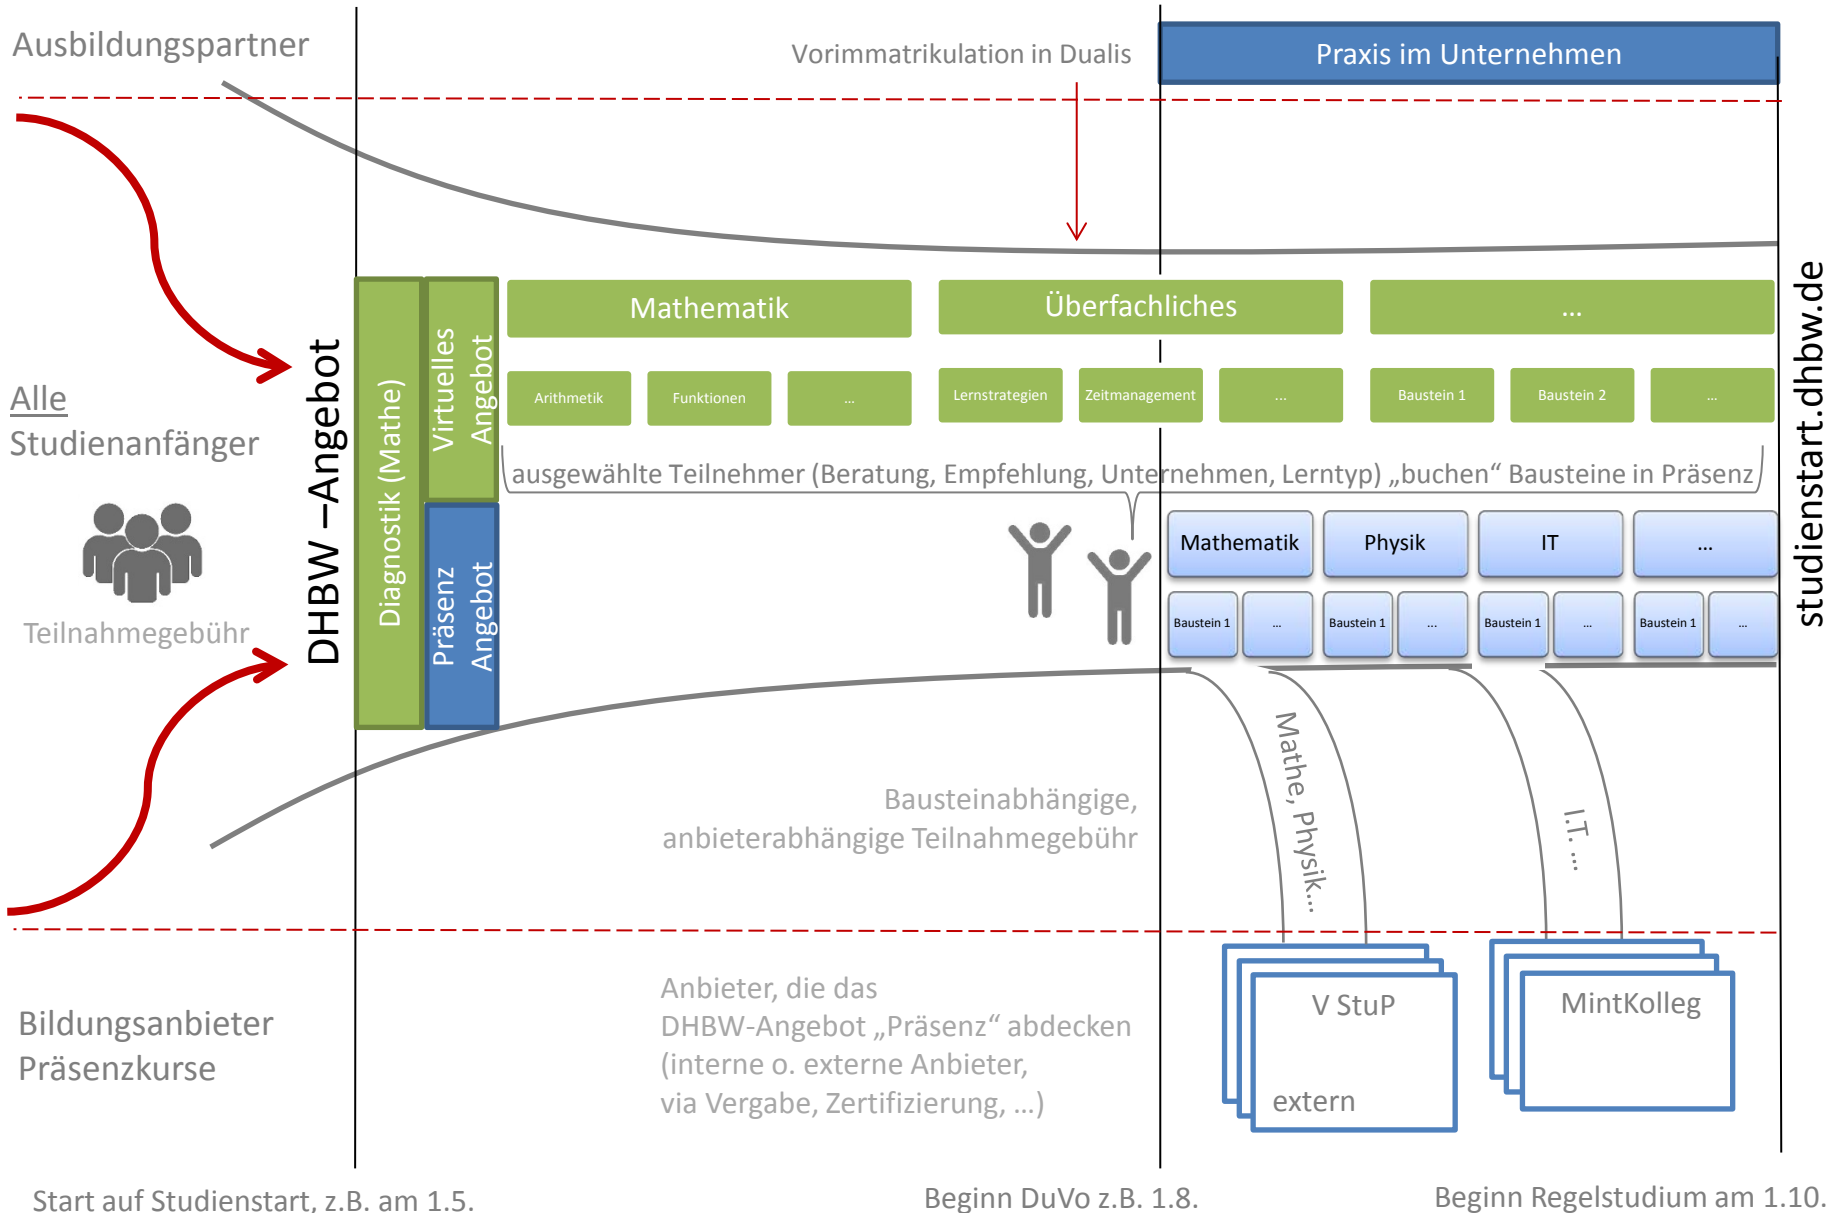 Ausbildungspartner
Vorimmatrikulation in Dualis
Praxis im Unternehmen
Alle
Studienanfänger
Teilnahmegebühr
DHBW –Angebot
Diagnostik (Mathe)
Virtuelles
Angebot
Präsenz
Angebot
Mathematik
Überfachliches
...
Arithmetik
Funktionen
...
Lernstrategien
Zeitmanagement
...
Baustein 1
Baustein 2
...
ausgewählte Teilnehmer (Beratung, Empfehlung, Unternehmen, Lerntyp) „buchen“ Bausteine in Präsenz
Mathematik
Physik
IT
...
Baustein 1
...
Baustein 1
...
Baustein 1
...
Baustein 1
...
studienstart.dhbw.de
Mathe, Physik...
I.T. ...
Bausteinabhängige,
anbieterabhängige Teilnahmegebühr
Bildungsanbieter
Präsenzkurse
Anbieter, die das
DHBW-Angebot „Präsenz“ abdecken
(interne o. externe Anbieter,
via Vergabe, Zertifizierung, ...)
V StuP
extern
MintKolleg
Start auf Studienstart, z.B. am 1.5.
Beginn DuVo z.B. 1.8.
Beginn Regelstudium am 1.10.